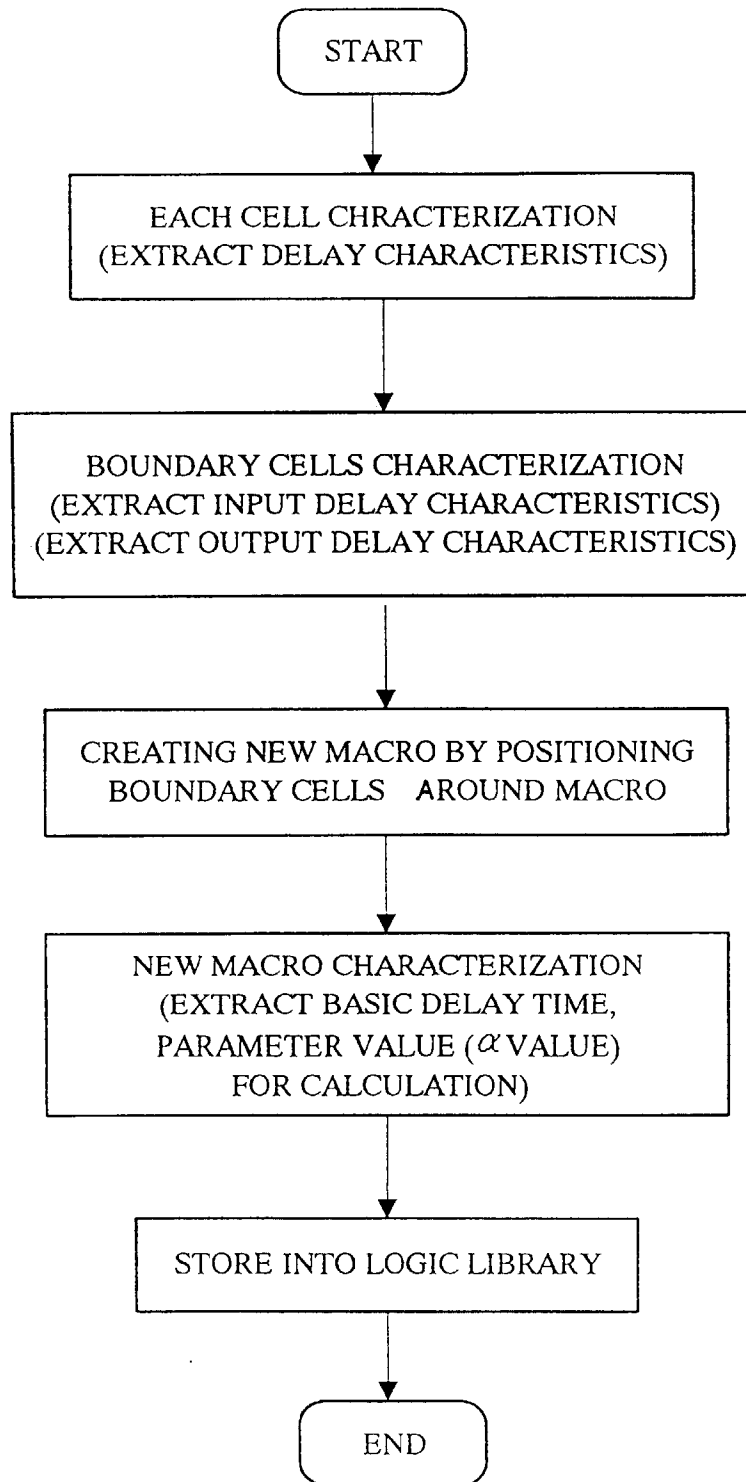 START
EACH CELL CHRACTERIZATION
(EXTRACT DELAY CHARACTERISTICS)
BOUNDARY CELLS CHARACTERIZATION
(EXTRACT INPUT DELAY CHARACTERISTICS)
(EXTRACT OUTPUT DELAY CHARACTERISTICS)
CREATING NEW MACRO BY POSITIONING
BOUNDARY CELLS AROUND MACRO
NEW MACRO CHARACTERIZATION
(EXTRACT BASIC DELAY TIME,
PARAMETER VALUE (α VALUE)
FOR CALCULATION)
STORE INTO LOGIC LIBRARY
END